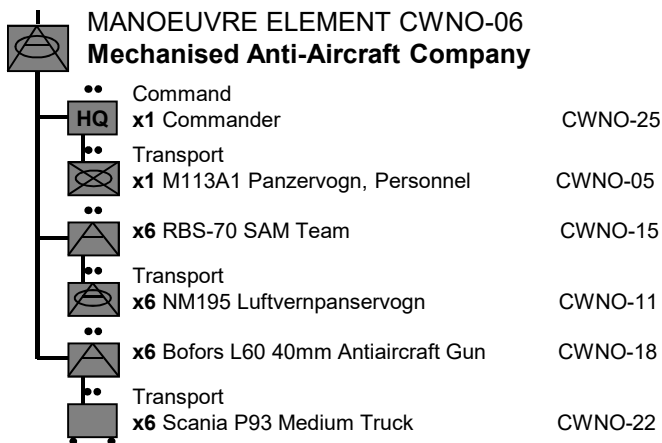 MANOEUVRE ELEMENT CWNO-06
Mechanised Anti-Aircraft Company
Command
HQ x1 Commander CWNO-25
Transport
x1 M113A1 Panzervogn, Personnel CWNO-05
x6 RBS-70 SAM Team CWNO-15
Transport
x6 NM195 Luftvernpanservogn CWNO-11
x6 Bofors L60 40mm Antiaircraft Gun CWNO-18
Transport
x6 Scania P93 Medium Truck CWNO-22